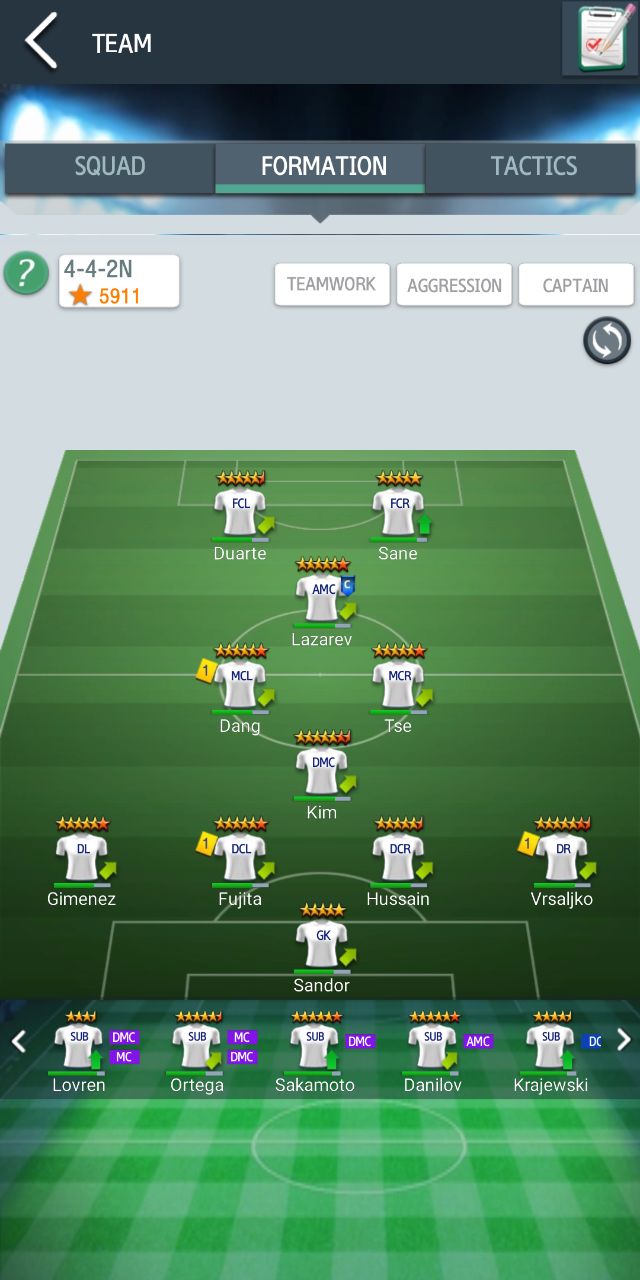 TEAM
SQUAD FORMATION TACTICS
? 4-4-2N
5911
TEAMWORK AGGRESSION CAPTAIN
FCL FCR
Duarte Sane
AMC C
Lazarev
1 MCL MCR
Dang Tse
DMC
Kim
DL 1 DCL DCR 1 DR
Gimenez Fujita Hussain Vrsaljko
GK
Sandor
SUB DMC SUB MC SUB DMC SUB AMC SUB DC
MC DMC
Lovren Ortega Sakamoto Danilov Krajewski